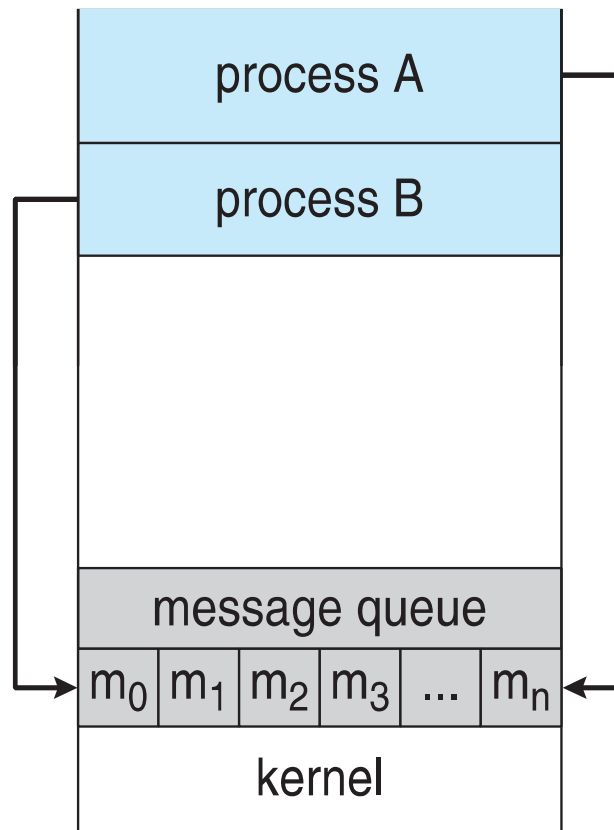 process A
process B
message queue
m₀ m₁ m₂ m₃ ... mₙ
kernel